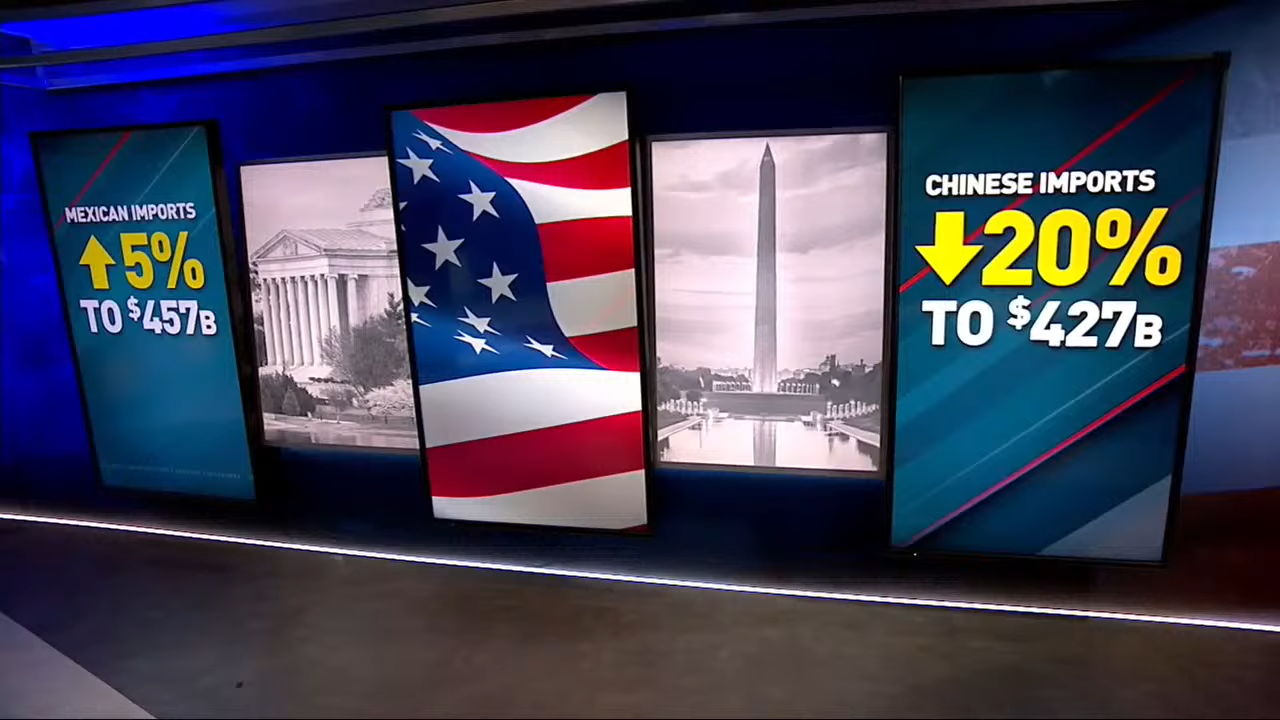 MEXICAN IMPORTS
5%
TO $457B
CHINESE IMPORTS
20%
TO $427B